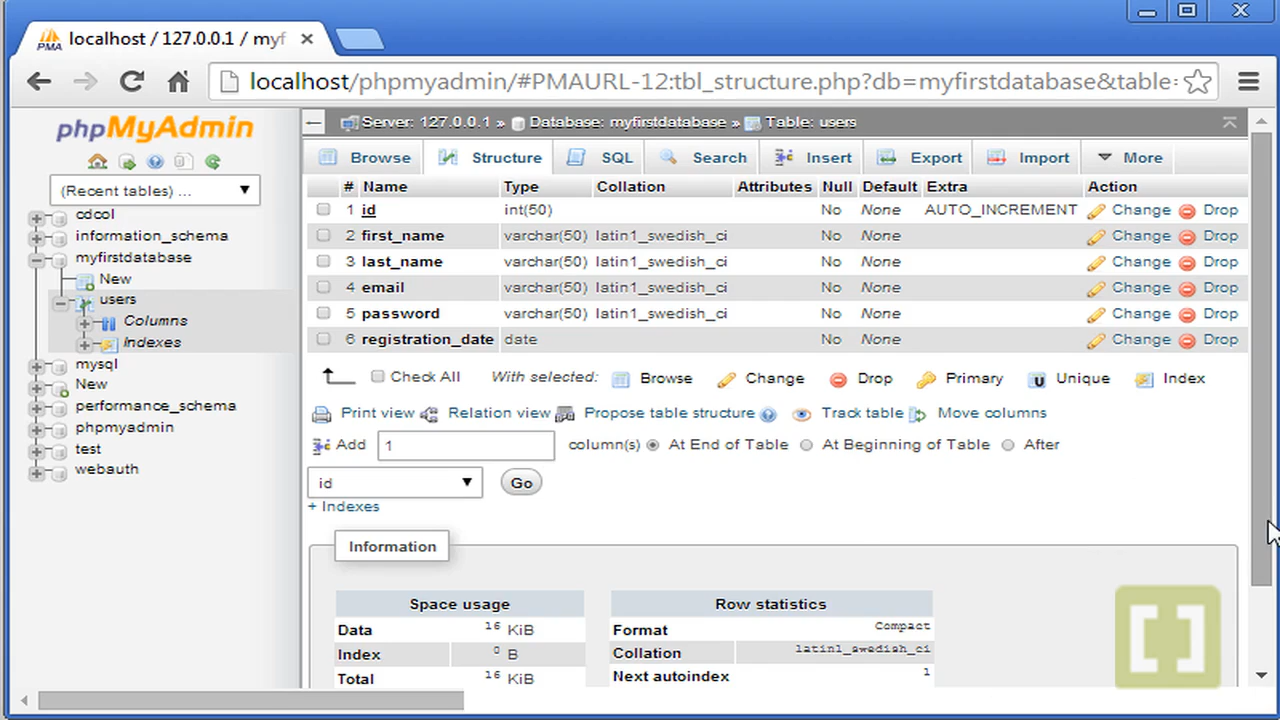 PMA localhost / 127.0.0.1 / myf
localhost/phpmyadmin/#PMAURL-12:tbl_structure.php?db=myfirstdatabase&table=
phpMyAdmin
(Recent tables) ...
cdcol
information_schema
myfirstdatabase
New
users
Columns
Indexes
mysql
New
performance_schema
phpmyadmin
test
webauth
Server: 127.0.0.1 » Database: myfirstdatabase » Table: users
Browse Structure SQL Search Insert Export Import More
# Name Type Collation Attributes Null Default Extra Action
1 id int(50) No None AUTO_INCREMENT Change Drop
2 first_name varchar(50) latin1_swedish_ci No None Change Drop
3 last_name varchar(50) latin1_swedish_ci No None Change Drop
4 email varchar(50) latin1_swedish_ci No None Change Drop
5 password varchar(50) latin1_swedish_ci No None Change Drop
6 registration_date date No None Change Drop
Check All With selected: Browse Change Drop Primary U Unique Index
Print view Relation view Propose table structure Track table Move columns
Add 1 column(s) At End of Table At Beginning of Table After
id Go
+ Indexes
Information
Space usage
Data 16 KiB
Index 0 B
Total 16 KiB
Row statistics
Format Compact
Collation latin1_swedish_ci
Next autoindex 1